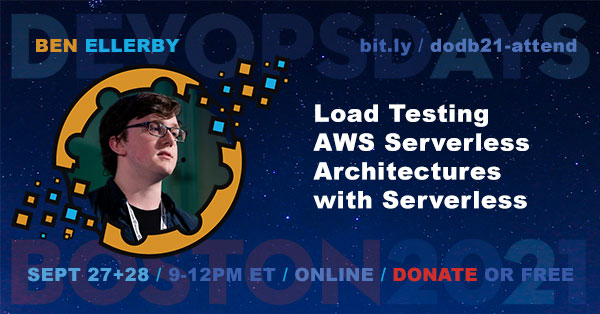 DEVOPSDAYS
BEN ELLERBY
bit.ly / dodb21-attend
Load Testing
AWS Serverless
Architectures
with Serverless
BOSTON 2021
SEPT 27+28 / 9-12PM ET / ONLINE / DONATE OR FREE